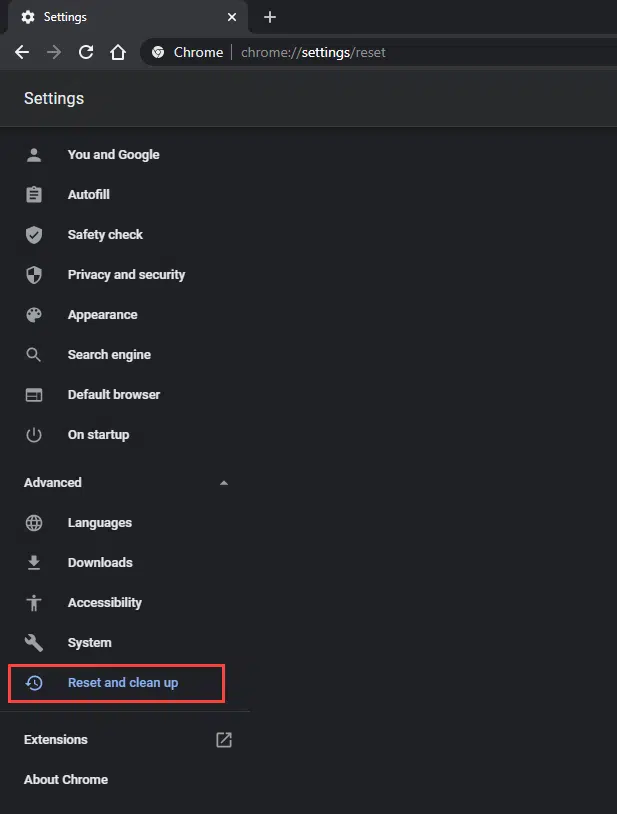 Settings
Chrome | chrome://settings/reset
Settings
You and Google
Autofill
Safety check
Privacy and security
Appearance
Search engine
Default browser
On startup
Advanced
Languages
Downloads
Accessibility
System
Reset and clean up
Extensions
About Chrome